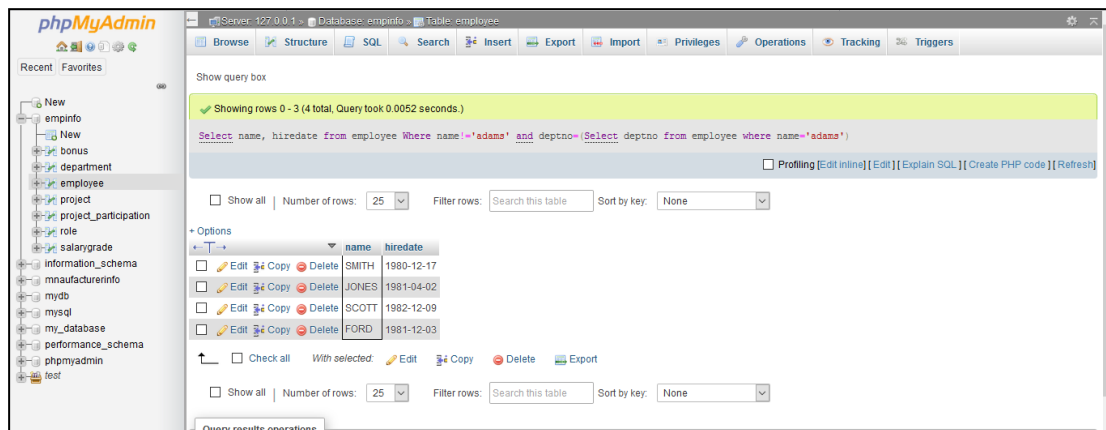 phpMyAdmin
Recent Favorites
New
empinfo
New
bonus
department
employee
project
project_participation
role
salarygrade
information_schema
mnaufacturerinfo
mydb
mysql
my_database
performance_schema
phpmyadmin
test
Server: 127.0.0.1 » Database: empinfo » Table: employee
Browse Structure SQL Search Insert Export Import Privileges Operations Tracking Triggers
Show query box
Showing rows 0 - 3 (4 total, Query took 0.0052 seconds.)
Select name, hiredate from employee Where name!='adams' and deptno=(Select deptno from employee where name='adams')
Profiling [Edit inline] [ Edit ] [ Explain SQL ] [ Create PHP code ] [ Refresh]
Show all | Number of rows: 25 Filter rows: Search this table Sort by key: None
+ Options
←T→ ▼ name hiredate
Edit Copy Delete SMITH 1980-12-17
Edit Copy Delete JONES 1981-04-02
Edit Copy Delete SCOTT 1982-12-09
Edit Copy Delete FORD 1981-12-03
Check all With selected: Edit Copy Delete Export
Show all | Number of rows: 25 Filter rows: Search this table Sort by key: None
Query results operations